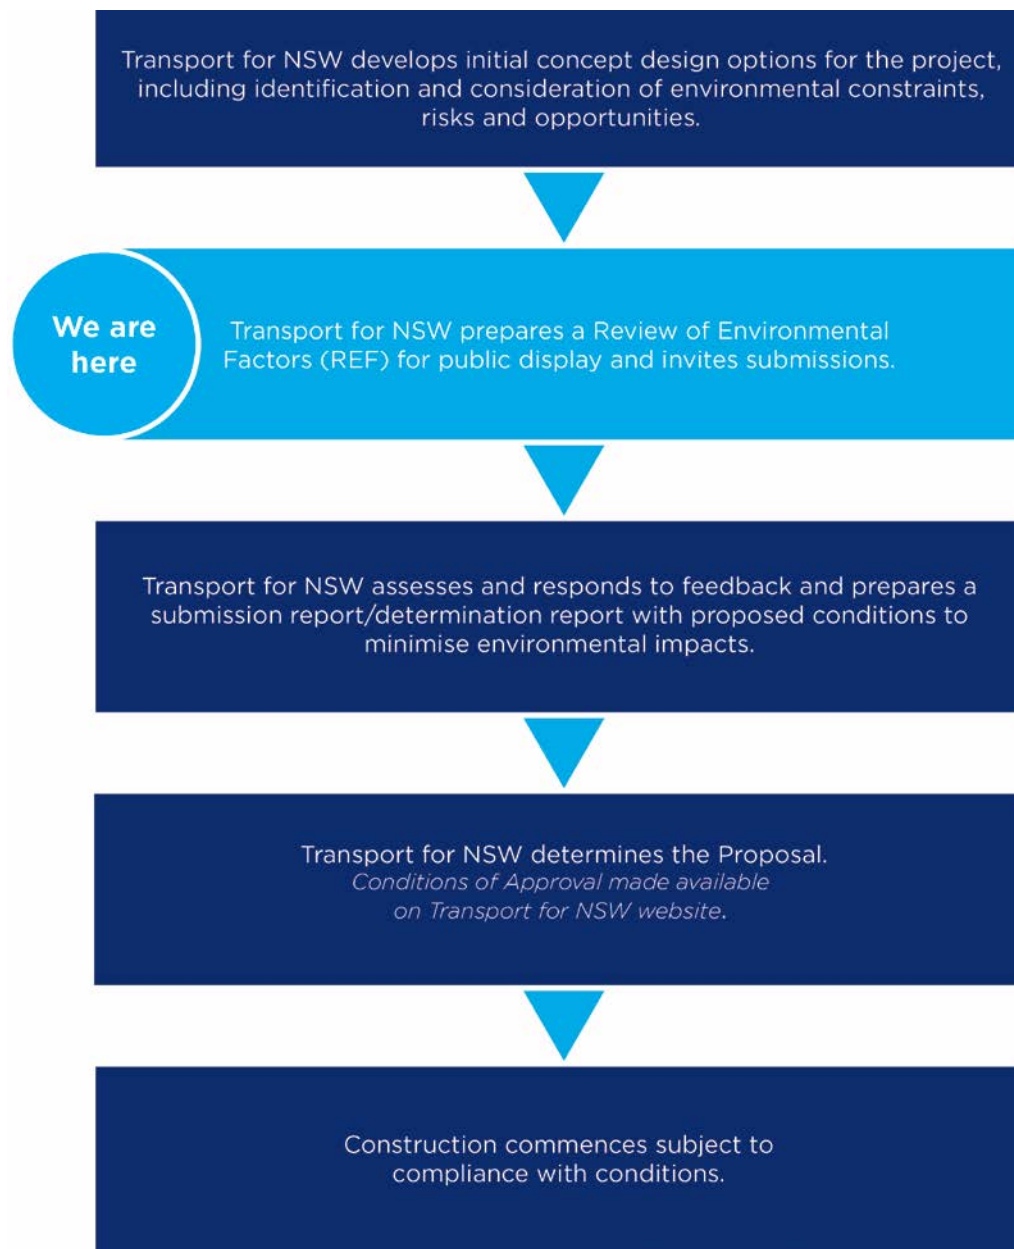 Transport for NSW develops initial concept design options for the project,
including identification and consideration of environmental constraints,
risks and opportunities.
We are
here
Transport for NSW prepares a Review of Environmental
Factors (REF) for public display and invites submissions.
Transport for NSW assesses and responds to feedback and prepares a
submission report/determination report with proposed conditions to
minimise environmental impacts.
Transport for NSW determines the Proposal.
Conditions of Approval made available
on Transport for NSW website.
Construction commences subject to
compliance with conditions.